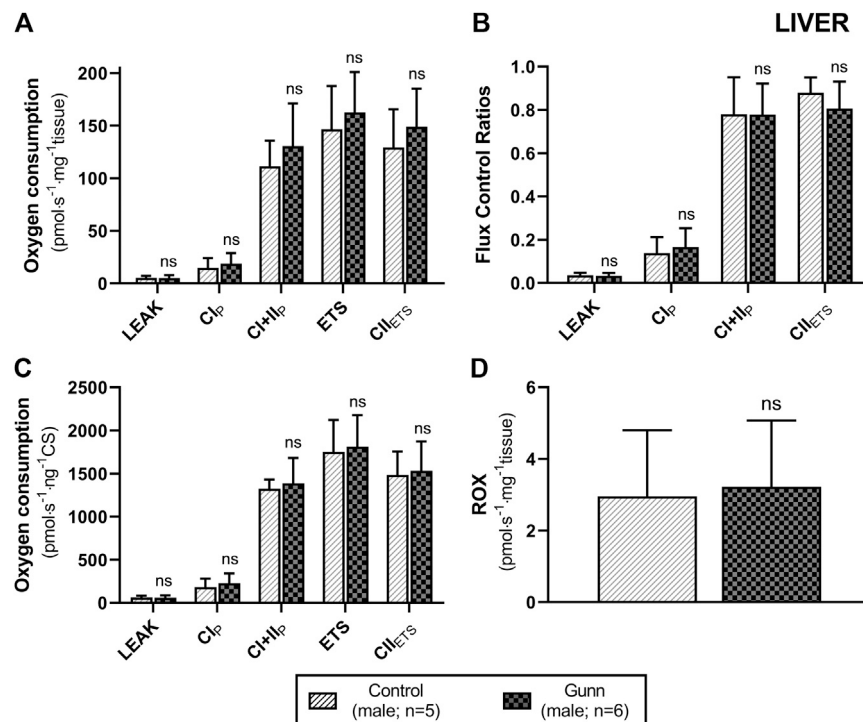 A
Oxygen consumption
(pmol·s⁻¹·mg⁻¹tissue)
200
150
100
50
0
ns
ns
ns
ns
ns
LEAK
CIP
CI+IIP
ETS
CIIETS
B
LIVER
Flux Control Ratios
1.0
0.8
0.6
0.4
0.2
0.0
ns
ns
ns
ns
LEAK
CIP
CI+IIP
CIIETS
C
Oxygen consumption
(pmol·s⁻¹·ng⁻¹CS)
2500
2000
1500
1000
500
0
ns
ns
ns
ns
ns
LEAK
CIP
CI+IIP
ETS
CIIETS
D
ROX
(pmol·s⁻¹·mg⁻¹tissue)
6
4
2
0
ns
Control
(male; n=5)
Gunn
(male; n=6)